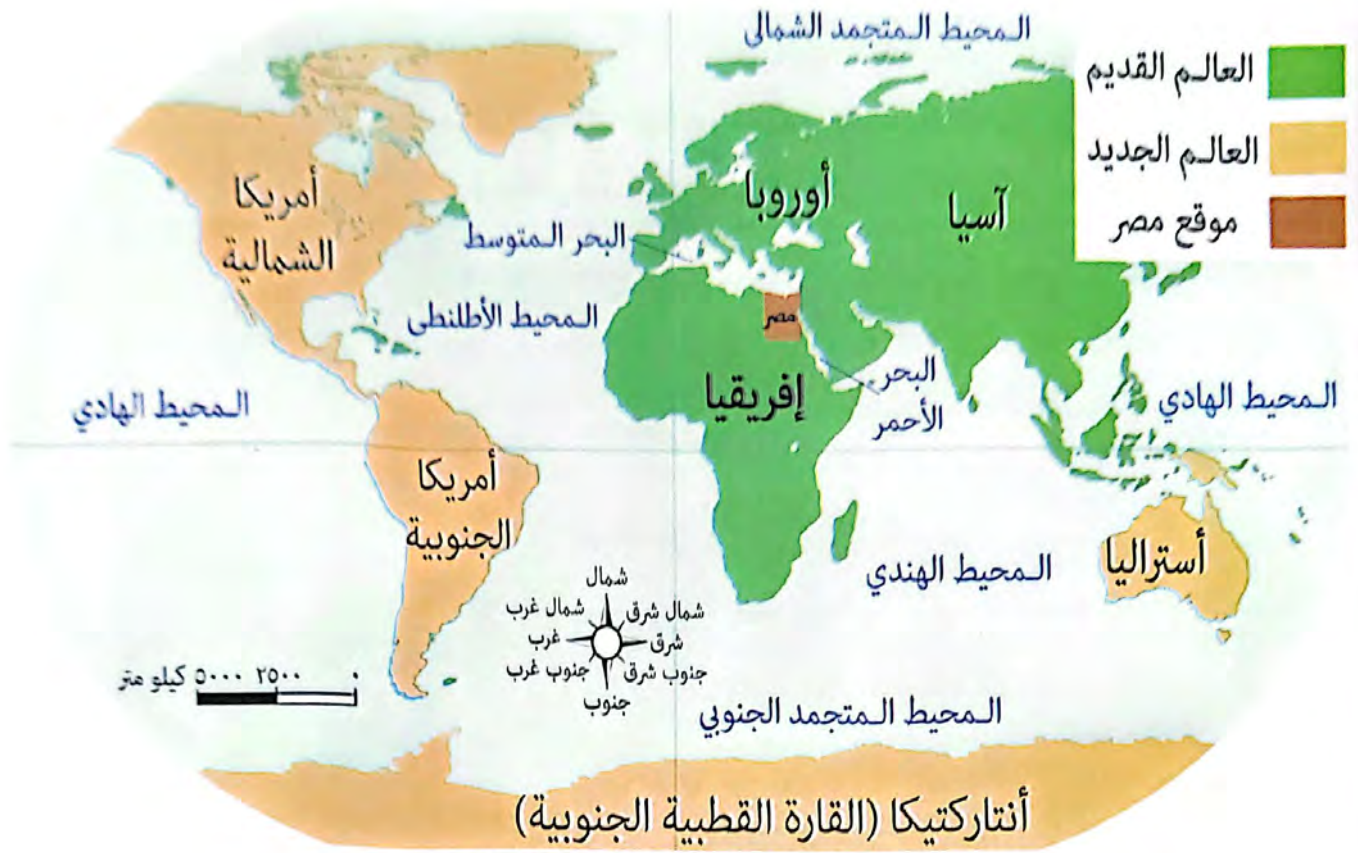 المحيط المتجمد الشمالي
العالم القديم
العالم الجديد
موقع مصر
أمريكا
الشمالية
أوروبا
آسيا
البحر المتوسط
المحيط الأطلنطي
مصر
البحر
الأحمر
إفريقيا
المحيط الهادي
المحيط الهادي
أمريكا
الجنوبية
المحيط الهندي
أستراليا
شمال
شمال شرق
شمال غرب
شرق
غرب
جنوب شرق
جنوب غرب
جنوب
٠ ٢٥٠٠ ٥٠٠٠ كيلو متر
المحيط المتجمد الجنوبي
أنتاركتيكا (القارة القطبية الجنوبية)